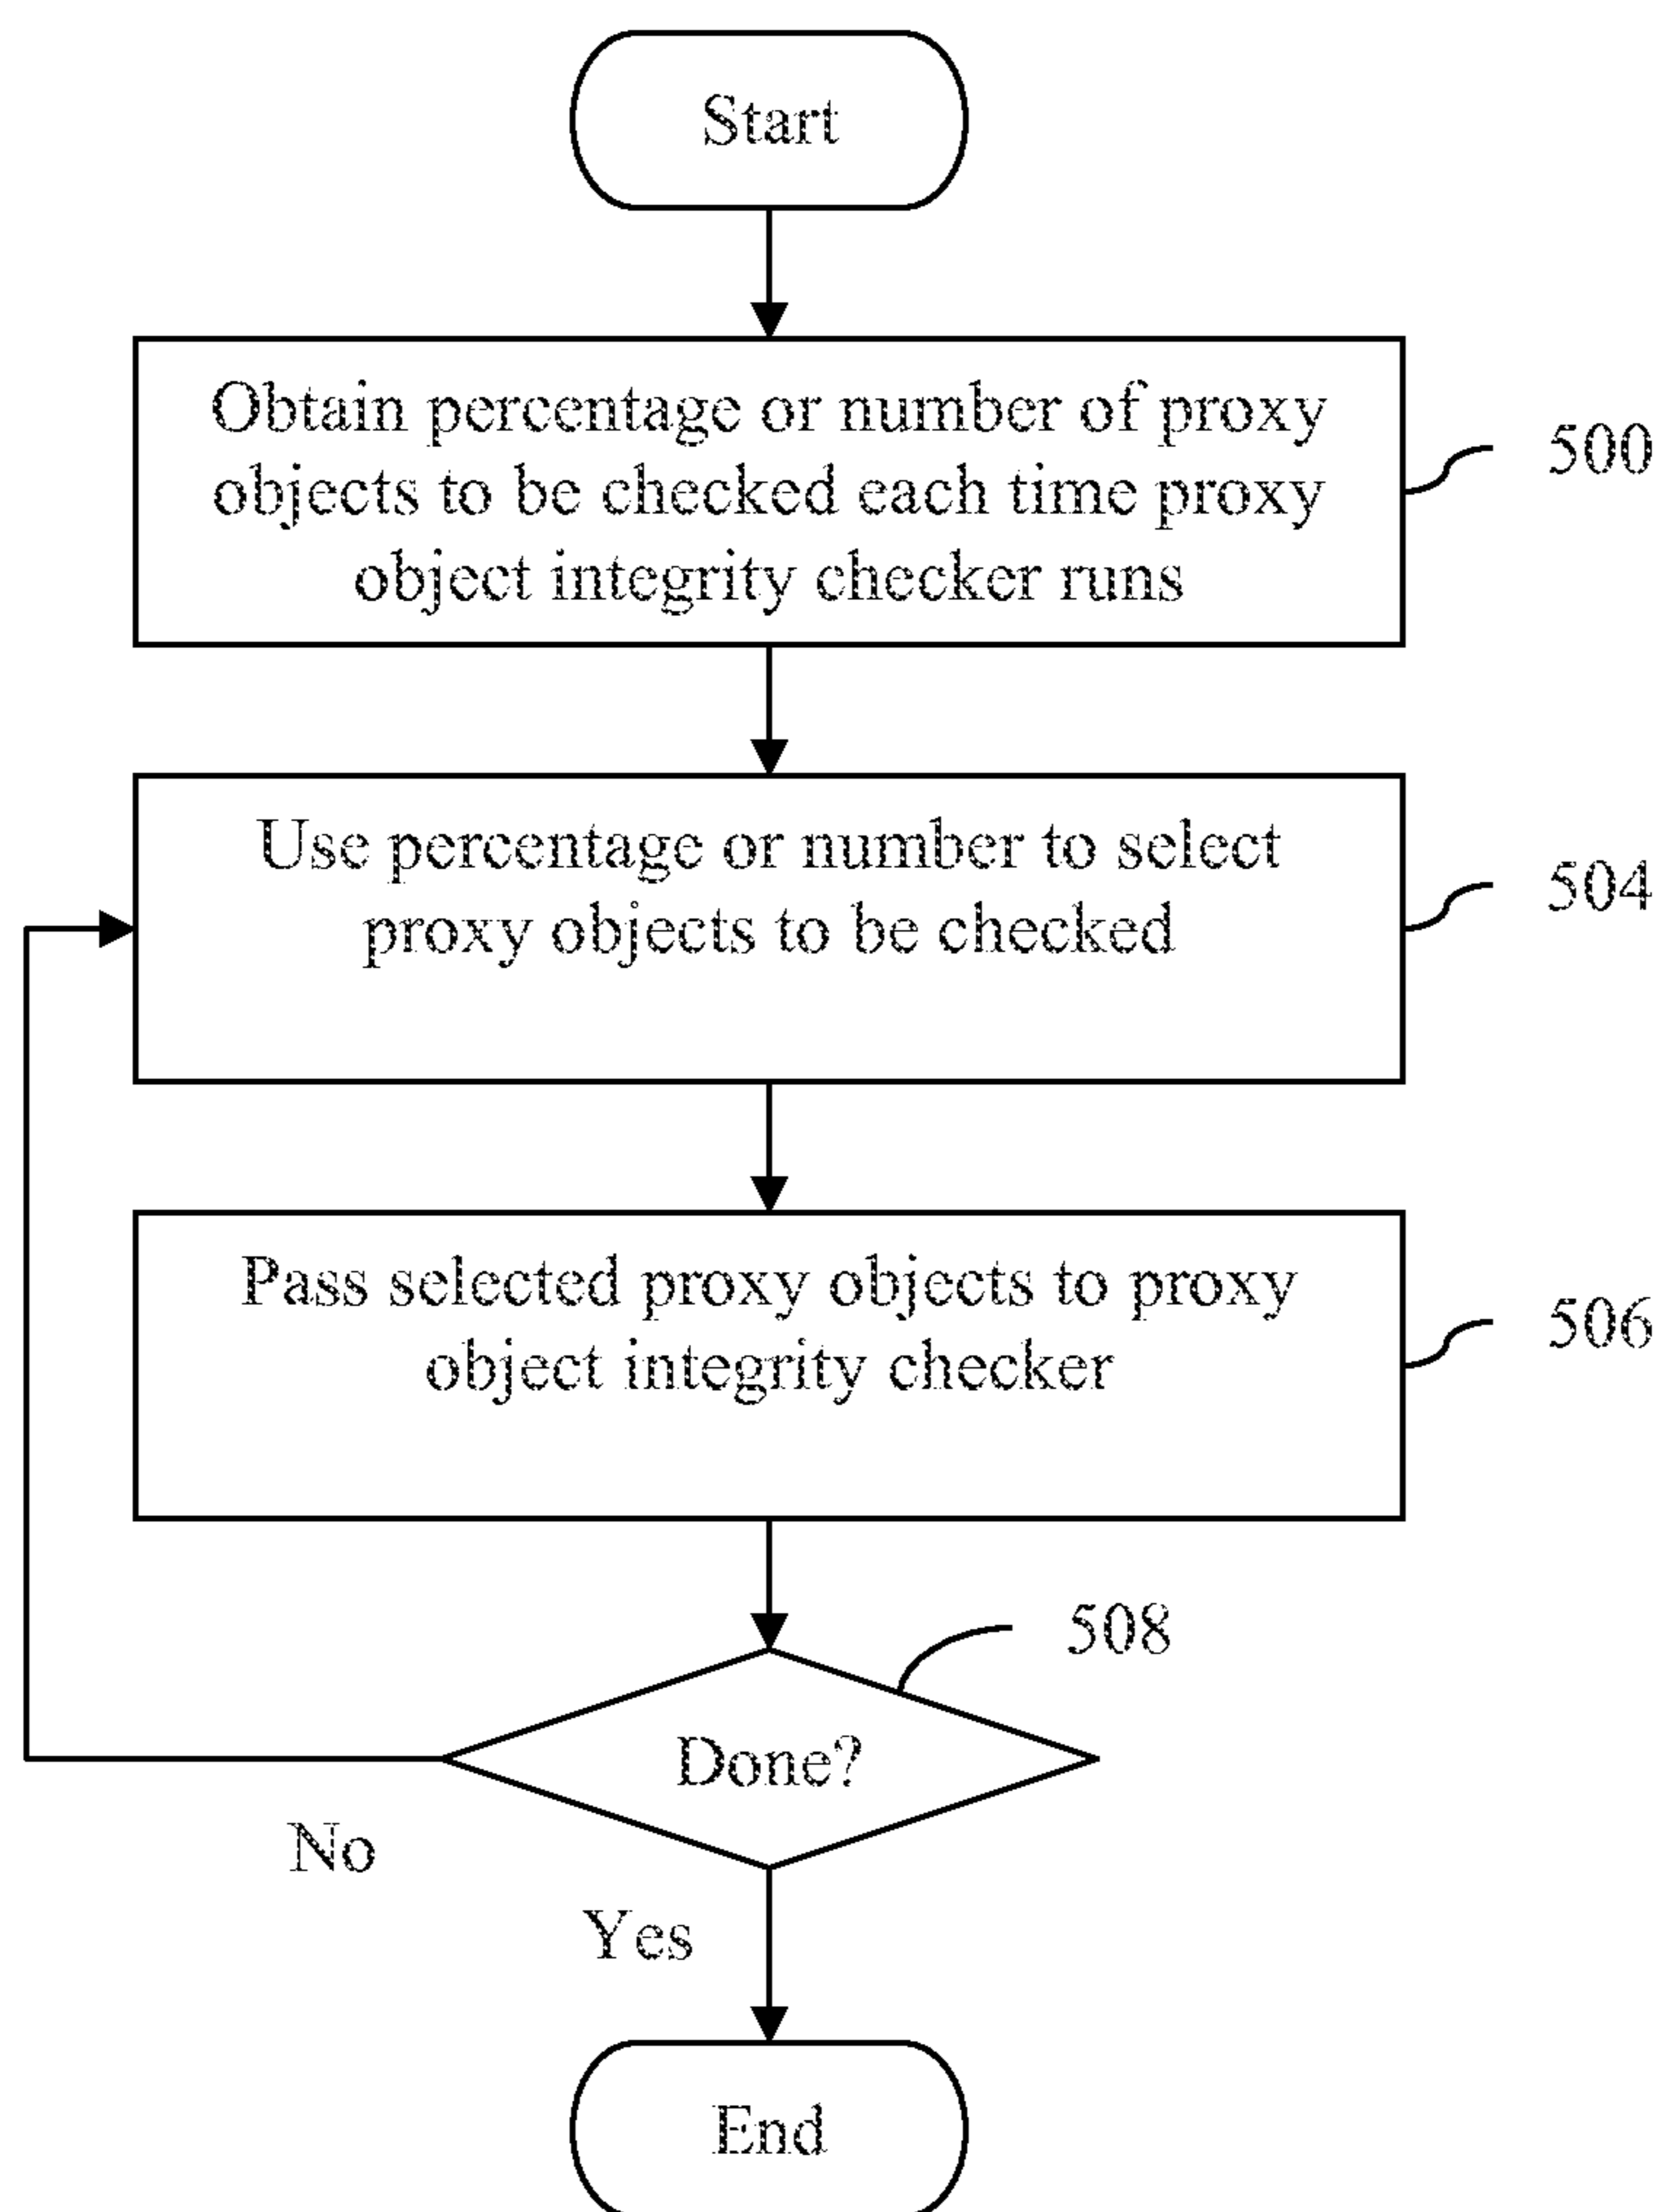 Start
Obtain percentage or number of proxy
objects to be checked each time proxy
object integrity checker runs
500
Use percentage or number to select
proxy objects to be checked
504
Pass selected proxy objects to proxy
object integrity checker
506
508
Done?
No
Yes
End